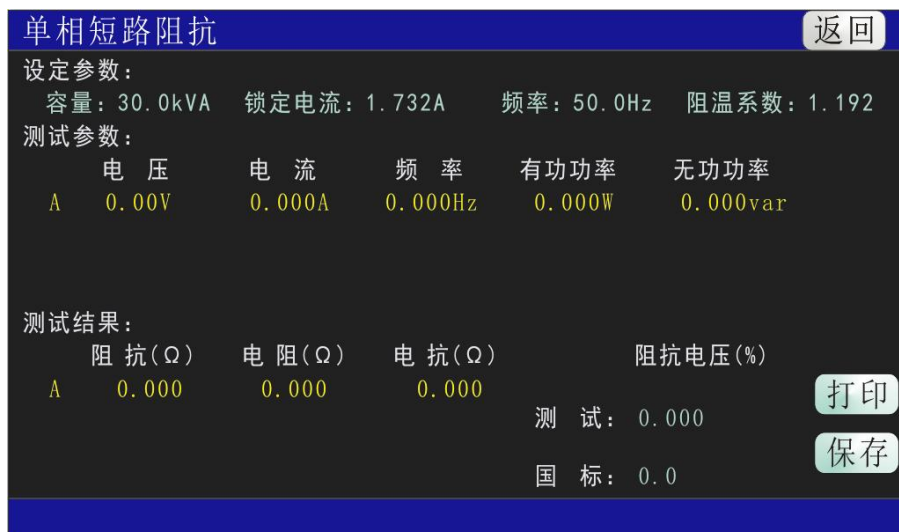 单相短路阻抗 返回
设定参数：
容量：30.0kVA 锁定电流：1.732A 频率：50.0Hz 阻温系数：1.192
测试参数：
电 压 电 流 频 率 有功功率 无功功率
A 0.00V 0.000A 0.000Hz 0.000W 0.000var
测试结果：
阻 抗(Ω) 电 阻(Ω) 电 抗(Ω) 阻抗电压(%)
A 0.000 0.000 0.000
打印
测 试：0.000
保存
国 标：0.0